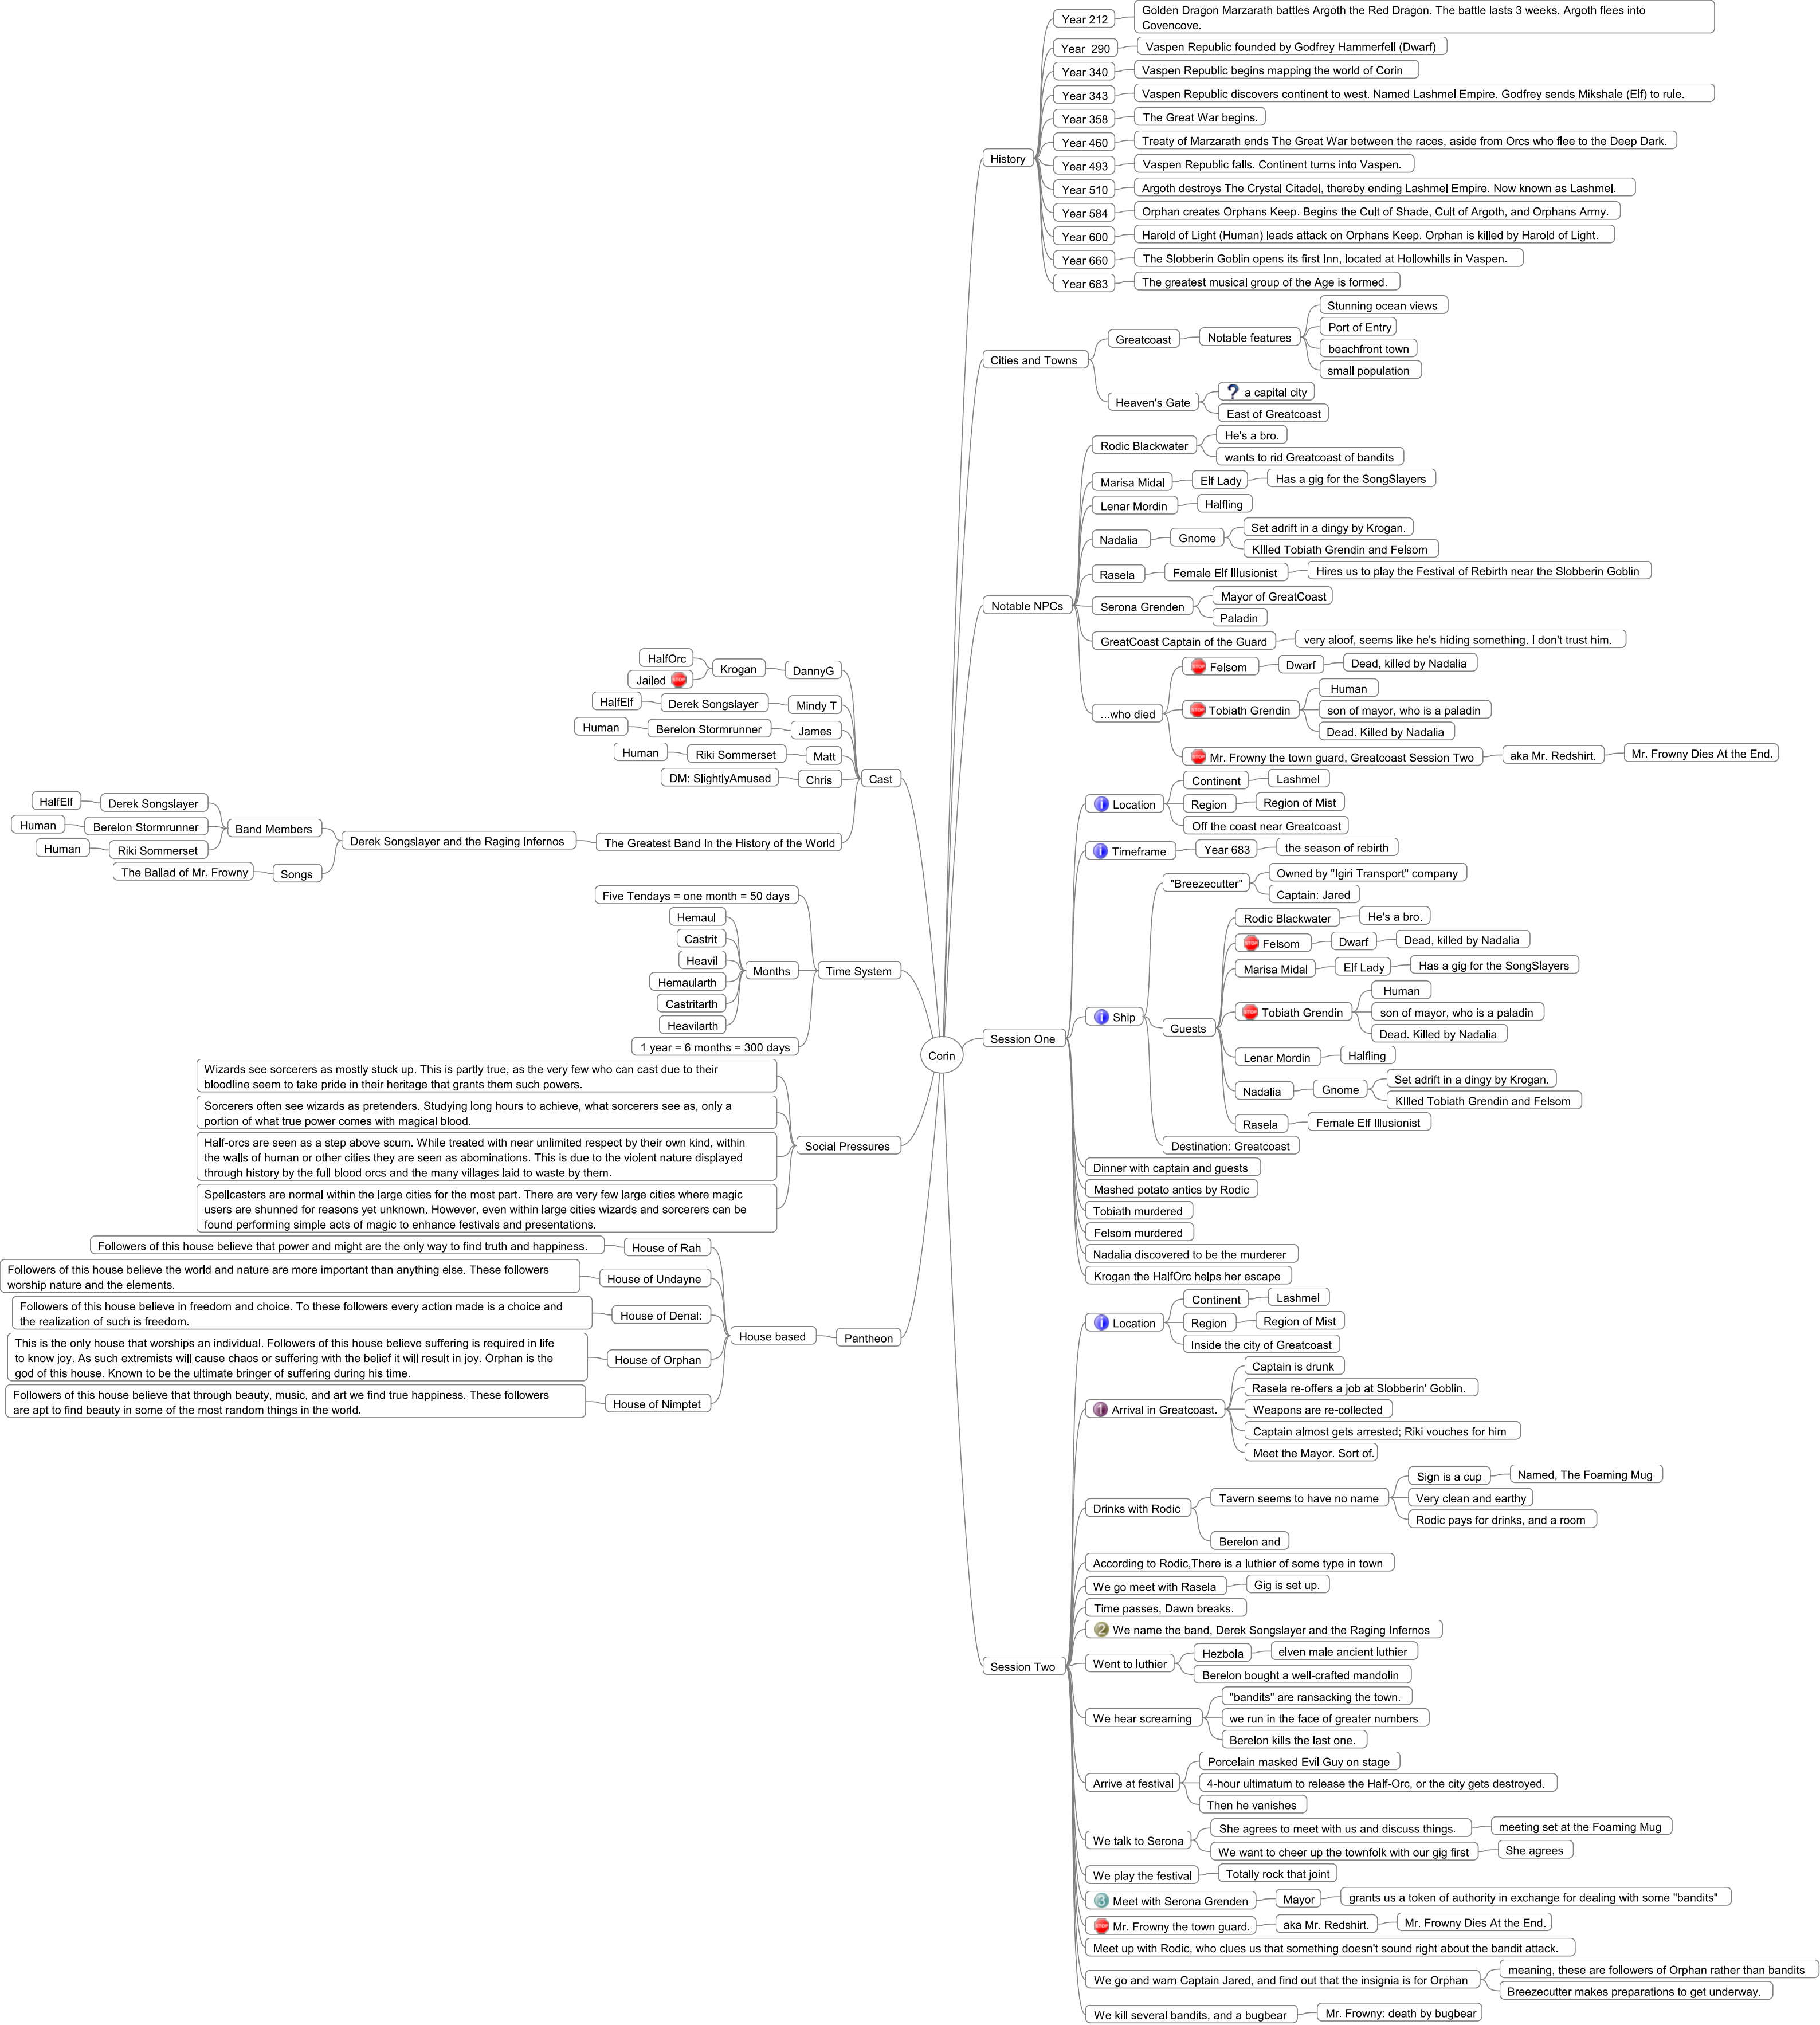 Corin
History
Year 212
Golden Dragon Marzarath battles Argoth the Red Dragon. The battle lasts 3 weeks. Argoth flees into
Covencove.
Year  290
Vaspen Republic founded by Godfrey Hammerfell (Dwarf)
Year 340
Vaspen Republic begins mapping the world of Corin
Year 343
Vaspen Republic discovers continent to west. Named Lashmel Empire. Godfrey sends Mikshale (Elf) to rule.
Year 358
The Great War begins.
Year 460
Treaty of Marzarath ends The Great War between the races, aside from Orcs who flee to the Deep Dark.
Year 493
Vaspen Republic falls. Continent turns into Vaspen.
Year 510
Argoth destroys The Crystal Citadel, thereby ending Lashmel Empire. Now known as Lashmel.
Year 584
Orphan creates Orphans Keep. Begins the Cult of Shade, Cult of Argoth, and Orphans Army.
Year 600
Harold of Light (Human) leads attack on Orphans Keep. Orphan is killed by Harold of Light.
Year 660
The Slobberin Goblin opens its first Inn, located at Hollowhills in Vaspen.
Year 683
The greatest musical group of the Age is formed.
Cities and Towns
Greatcoast
Notable features
Stunning ocean views
Port of Entry
beachfront town
small population
Heaven's Gate
? a capital city
East of Greatcoast
Notable NPCs
Rodic Blackwater
He's a bro.
wants to rid Greatcoast of bandits
Marisa Midal
Elf Lady
Has a gig for the SongSlayers
Lenar Mordin
Halfling
Nadalia
Gnome
Set adrift in a dingy by Krogan.
KIlled Tobiath Grendin and Felsom
Rasela
Female Elf Illusionist
Hires us to play the Festival of Rebirth near the Slobberin Goblin
Serona Grenden
Mayor of GreatCoast
Paladin
GreatCoast Captain of the Guard
very aloof, seems like he's hiding something. I don't trust him.
...who died
STOP Felsom
Dwarf
Dead, killed by Nadalia
STOP Tobiath Grendin
Human
son of mayor, who is a paladin
Dead. Killed by Nadalia
STOP Mr. Frowny the town guard, Greatcoast Session Two
aka Mr. Redshirt.
Mr. Frowny Dies At the End.
Session One
i Location
Continent
Lashmel
Region
Region of Mist
Off the coast near Greatcoast
i Timeframe
Year 683
the season of rebirth
i Ship
"Breezecutter"
Owned by "Igiri Transport" company
Captain: Jared
Guests
Rodic Blackwater
He's a bro.
STOP Felsom
Dwarf
Dead, killed by Nadalia
Marisa Midal
Elf Lady
Has a gig for the SongSlayers
STOP Tobiath Grendin
Human
son of mayor, who is a paladin
Dead. Killed by Nadalia
Lenar Mordin
Halfling
Nadalia
Gnome
Set adrift in a dingy by Krogan.
KIlled Tobiath Grendin and Felsom
Rasela
Female Elf Illusionist
Destination: Greatcoast
Dinner with captain and guests
Mashed potato antics by Rodic
Tobiath murdered
Felsom murdered
Nadalia discovered to be the murderer
Krogan the HalfOrc helps her escape
Session Two
i Location
Continent
Lashmel
Region
Region of Mist
Inside the city of Greatcoast
1 Arrival in Greatcoast.
Captain is drunk
Rasela re-offers a job at Slobberin' Goblin.
Weapons are re-collected
Captain almost gets arrested; Riki vouches for him
Meet the Mayor. Sort of.
Drinks with Rodic
Tavern seems to have no name
Sign is a cup
Named, The Foaming Mug
Very clean and earthy
Rodic pays for drinks, and a room
Berelon and
According to Rodic,There is a luthier of some type in town
We go meet with Rasela
Gig is set up.
Time passes, Dawn breaks.
2 We name the band, Derek Songslayer and the Raging Infernos
Went to luthier
Hezbola
elven male ancient luthier
Berelon bought a well-crafted mandolin
We hear screaming
"bandits" are ransacking the town.
we run in the face of greater numbers
Berelon kills the last one.
Arrive at festival
Porcelain masked Evil Guy on stage
4-hour ultimatum to release the Half-Orc, or the city gets destroyed.
Then he vanishes
We talk to Serona
She agrees to meet with us and discuss things.
meeting set at the Foaming Mug
We want to cheer up the townfolk with our gig first
She agrees
We play the festival
Totally rock that joint
3 Meet with Serona Grenden
Mayor
grants us a token of authority in exchange for dealing with some "bandits"
STOP Mr. Frowny the town guard.
aka Mr. Redshirt.
Mr. Frowny Dies At the End.
Meet up with Rodic, who clues us that something doesn't sound right about the bandit attack.
We go and warn Captain Jared, and find out that the insignia is for Orphan
meaning, these are followers of Orphan rather than bandits
Breezecutter makes preparations to get underway.
We kill several bandits, and a bugbear
Mr. Frowny: death by bugbear
Cast
DannyG
Krogan
HalfOrc
Jailed STOP
Mindy T
Derek Songslayer
HalfElf
James
Berelon Stormrunner
Human
Matt
Riki Sommerset
Human
Chris
DM: SlightlyAmused
The Greatest Band In the History of the World
Derek Songslayer and the Raging Infernos
Band Members
Derek Songslayer
HalfElf
Berelon Stormrunner
Human
Riki Sommerset
Human
Songs
The Ballad of Mr. Frowny
Time System
Five Tendays = one month = 50 days
Months
Hemaul
Castrit
Heavil
Hemaularth
Castritarth
Heavilarth
1 year = 6 months = 300 days
Social Pressures
Wizards see sorcerers as mostly stuck up. This is partly true, as the very few who can cast due to their
bloodline seem to take pride in their heritage that grants them such powers.
Sorcerers often see wizards as pretenders. Studying long hours to achieve, what sorcerers see as, only a
portion of what true power comes with magical blood.
Half-orcs are seen as a step above scum. While treated with near unlimited respect by their own kind, within
the walls of human or other cities they are seen as abominations. This is due to the violent nature displayed
through history by the full blood orcs and the many villages laid to waste by them.
Spellcasters are normal within the large cities for the most part. There are very few large cities where magic
users are shunned for reasons yet unknown. However, even within large cities wizards and sorcerers can be
found performing simple acts of magic to enhance festivals and presentations.
Pantheon
House based
House of Rah
Followers of this house believe that power and might are the only way to find truth and happiness.
House of Undayne
Followers of this house believe the world and nature are more important than anything else. These followers
worship nature and the elements.
House of Denal:
Followers of this house believe in freedom and choice. To these followers every action made is a choice and
the realization of such is freedom.
House of Orphan
This is the only house that worships an individual. Followers of this house believe suffering is required in life
to know joy. As such extremists will cause chaos or suffering with the belief it will result in joy. Orphan is the
god of this house. Known to be the ultimate bringer of suffering during his time.
House of Nimptet
Followers of this house believe that through beauty, music, and art we find true happiness. These followers
are apt to find beauty in some of the most random things in the world.